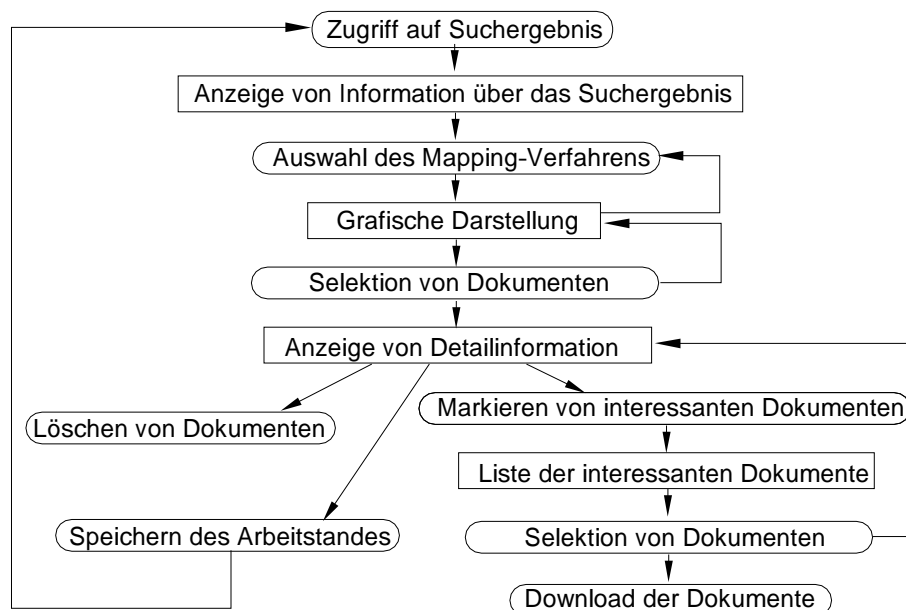 Zugriff auf Suchergebnis
Anzeige von Information über das Suchergebnis
Auswahl des Mapping-Verfahrens
Grafische Darstellung
Selektion von Dokumenten
Anzeige von Detailinformation
Markieren von interessanten Dokumenten
Löschen von Dokumenten
Liste der interessanten Dokumente
Speichern des Arbeitstandes
Selektion von Dokumenten
Download der Dokumente